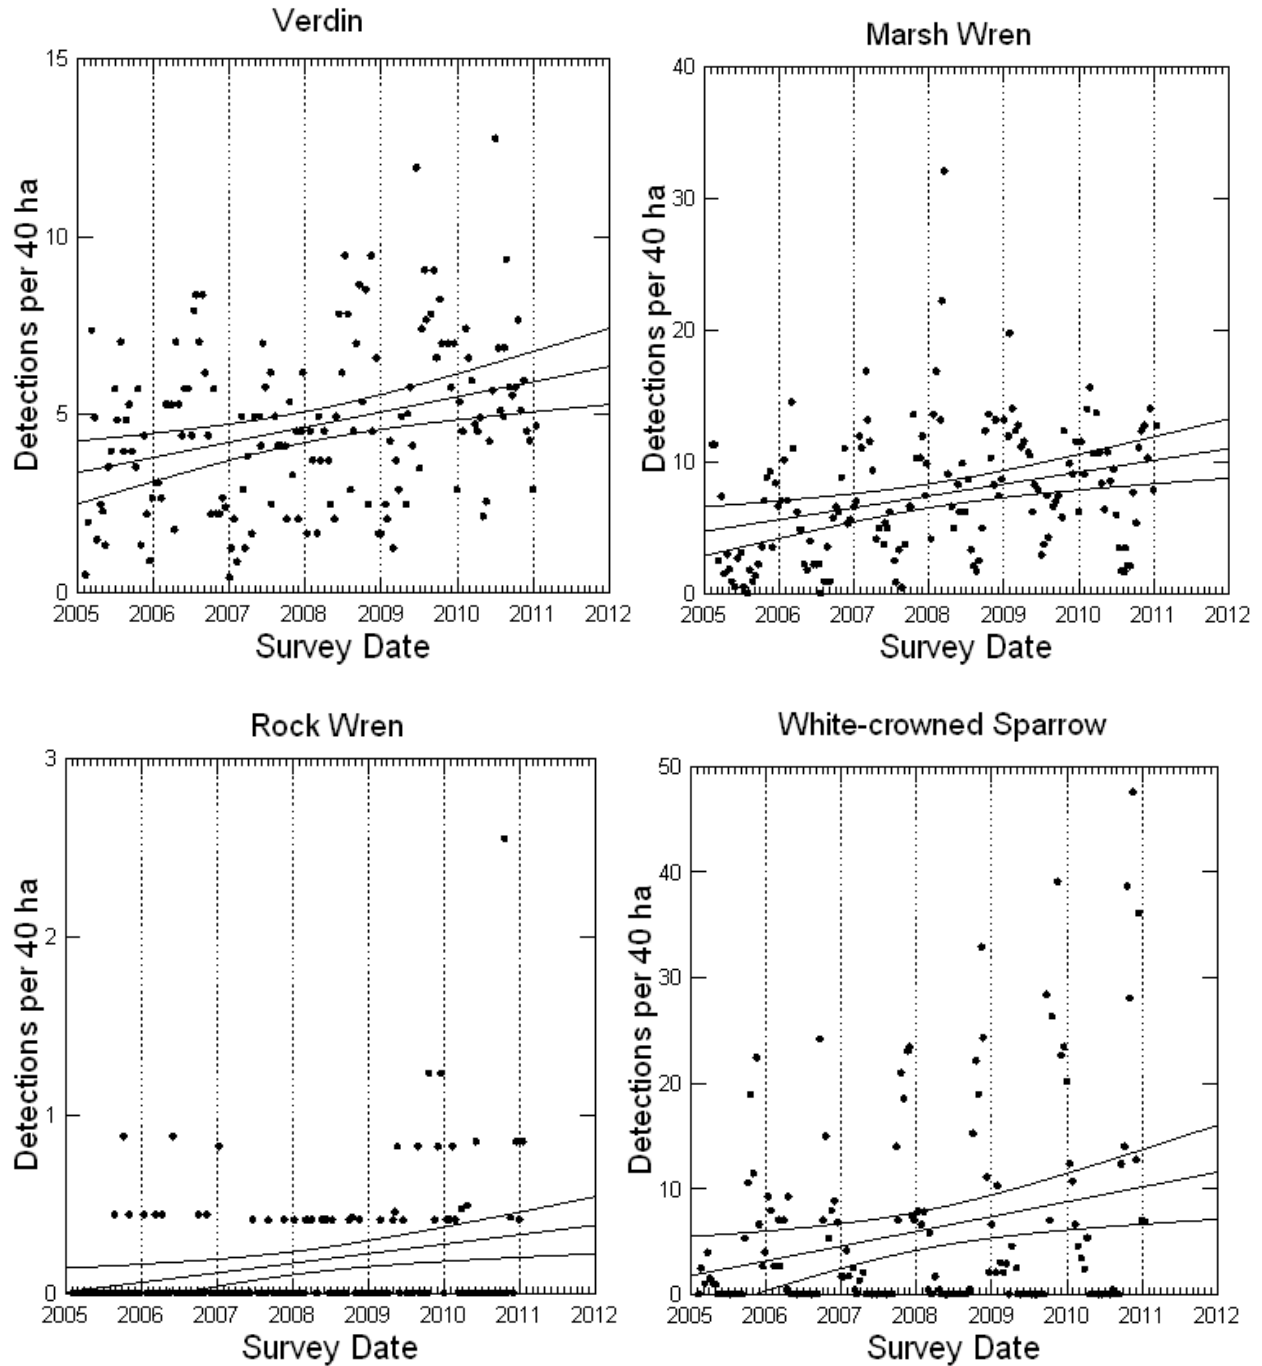 Verdin
15
10
5
0
Detections per 40 ha
2005 2006 2007 2008 2009 2010 2011 2012
Survey Date
Marsh Wren
40
30
20
10
0
Detections per 40 ha
2005 2006 2007 2008 2009 2010 2011 2012
Survey Date
Rock Wren
3
2
1
0
Detections per 40 ha
2005 2006 2007 2008 2009 2010 2011 2012
Survey Date
White-crowned Sparrow
50
40
30
20
10
0
Detections per 40 ha
2005 2006 2007 2008 2009 2010 2011 2012
Survey Date